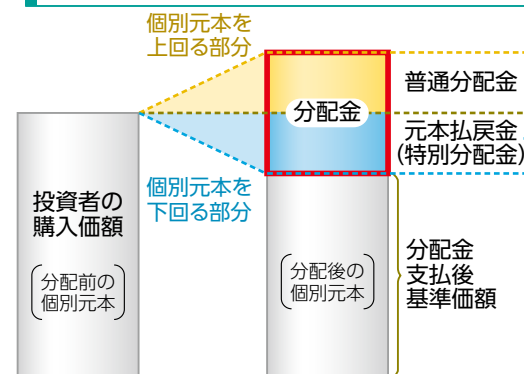 個別元本を
上回る部分
普通分配金
分配金
元本払戻金
(特別分配金)
個別元本を
下回る部分
投資者の
購入価額
(分配前の
個別元本)
(分配後の
個別元本)
分配金
支払後
基準価額